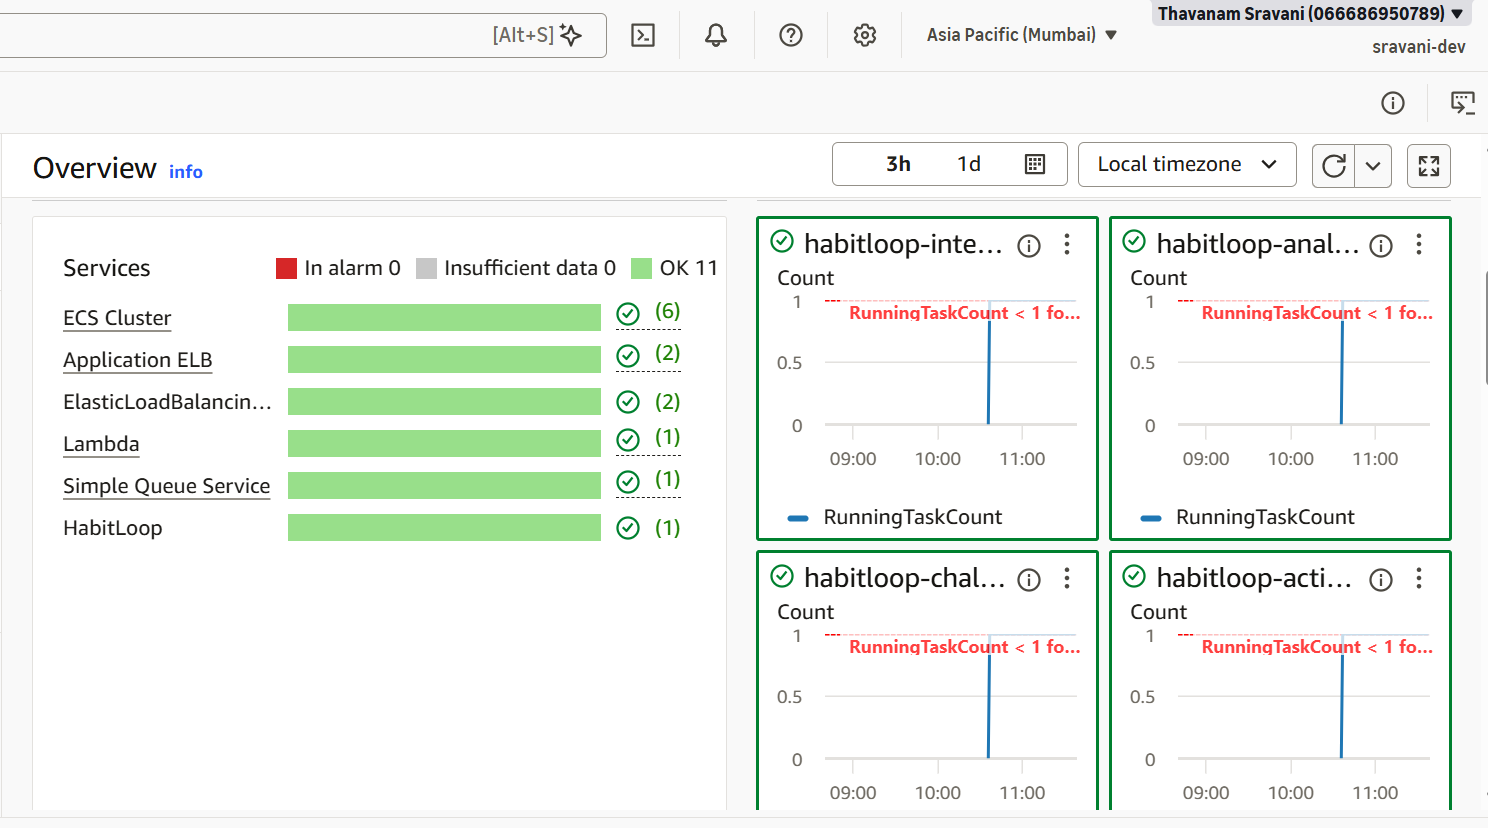 Thavanam Sravani (066686950789)
[Alt+S]
Asia Pacific (Mumbai)
sravani-dev
Overview info
3h 1d
Local timezone
Services
In alarm 0 Insufficient data 0 OK 11
ECS Cluster (6)
Application ELB (2)
ElasticLoadBalancin... (2)
Lambda (1)
Simple Queue Service (1)
HabitLoop (1)
habitloop-inte...
Count
1
RunningTaskCount < 1 fo...
0.5
0
09:00 10:00 11:00
RunningTaskCount
habitloop-anal...
Count
1
RunningTaskCount < 1 fo...
0.5
0
09:00 10:00 11:00
RunningTaskCount
habitloop-chal...
Count
1
RunningTaskCount < 1 fo...
0.5
0
09:00 10:00 11:00
habitloop-acti...
Count
1
RunningTaskCount < 1 fo...
0.5
0
09:00 10:00 11:00